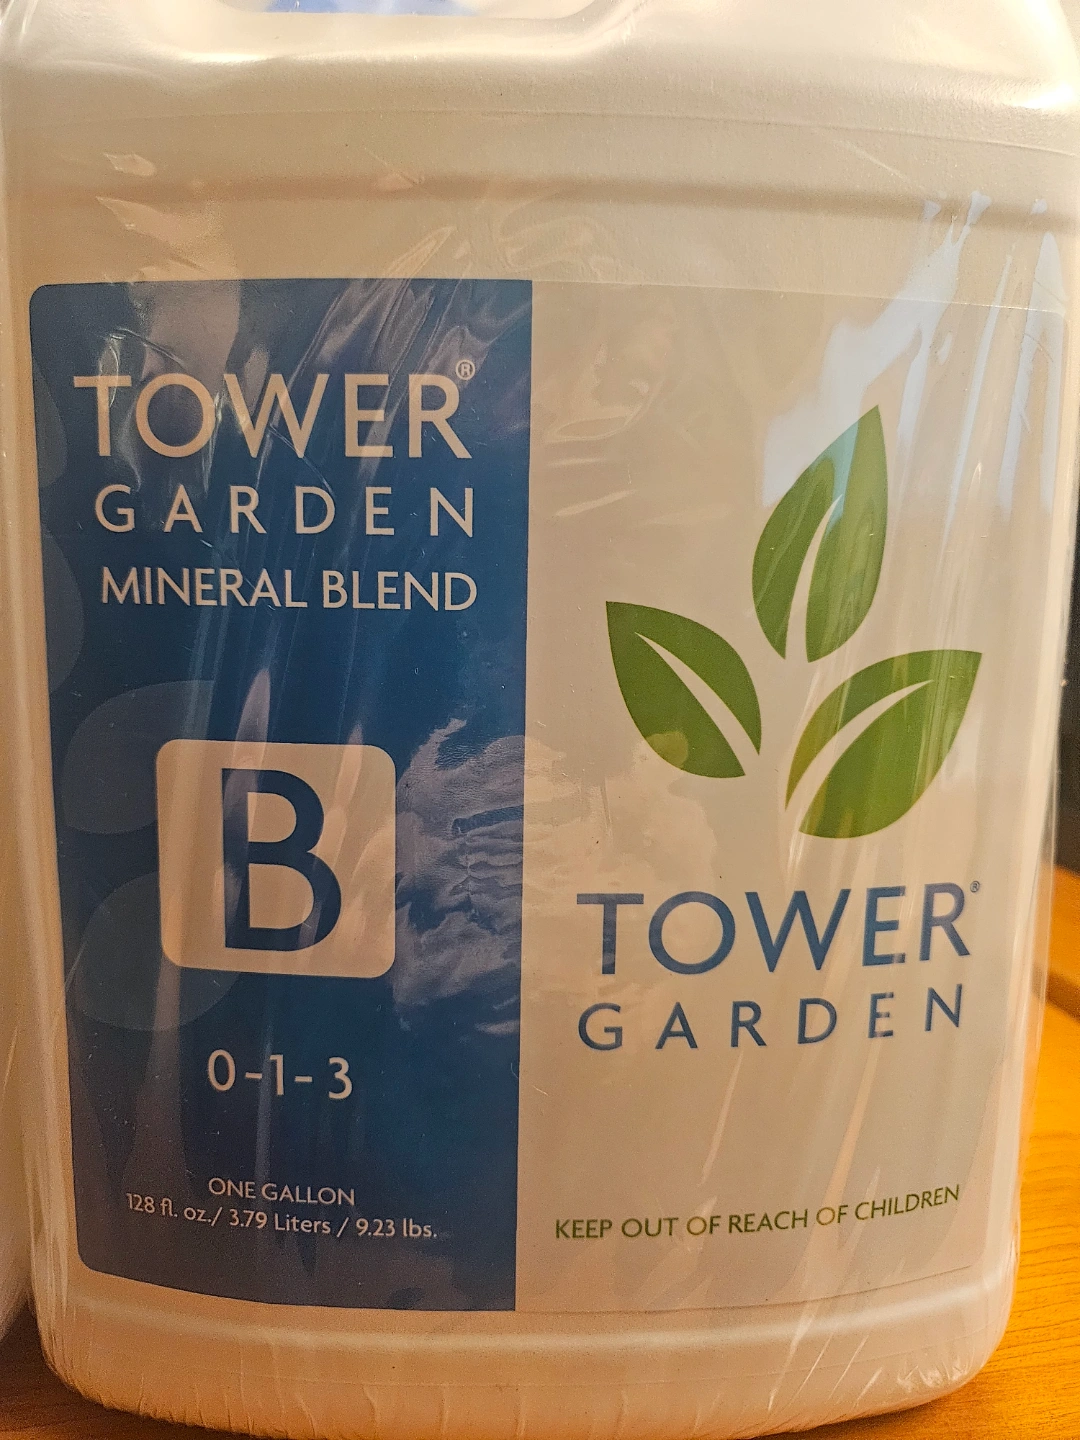 TOWER®
GARDEN
MINERAL BLEND
B
0-1-3
ONE GALLON
128 fl. oz./ 3.79 Liters / 9.23 lbs.
TOWER®
GARDEN
KEEP OUT OF REACH OF CHILDREN